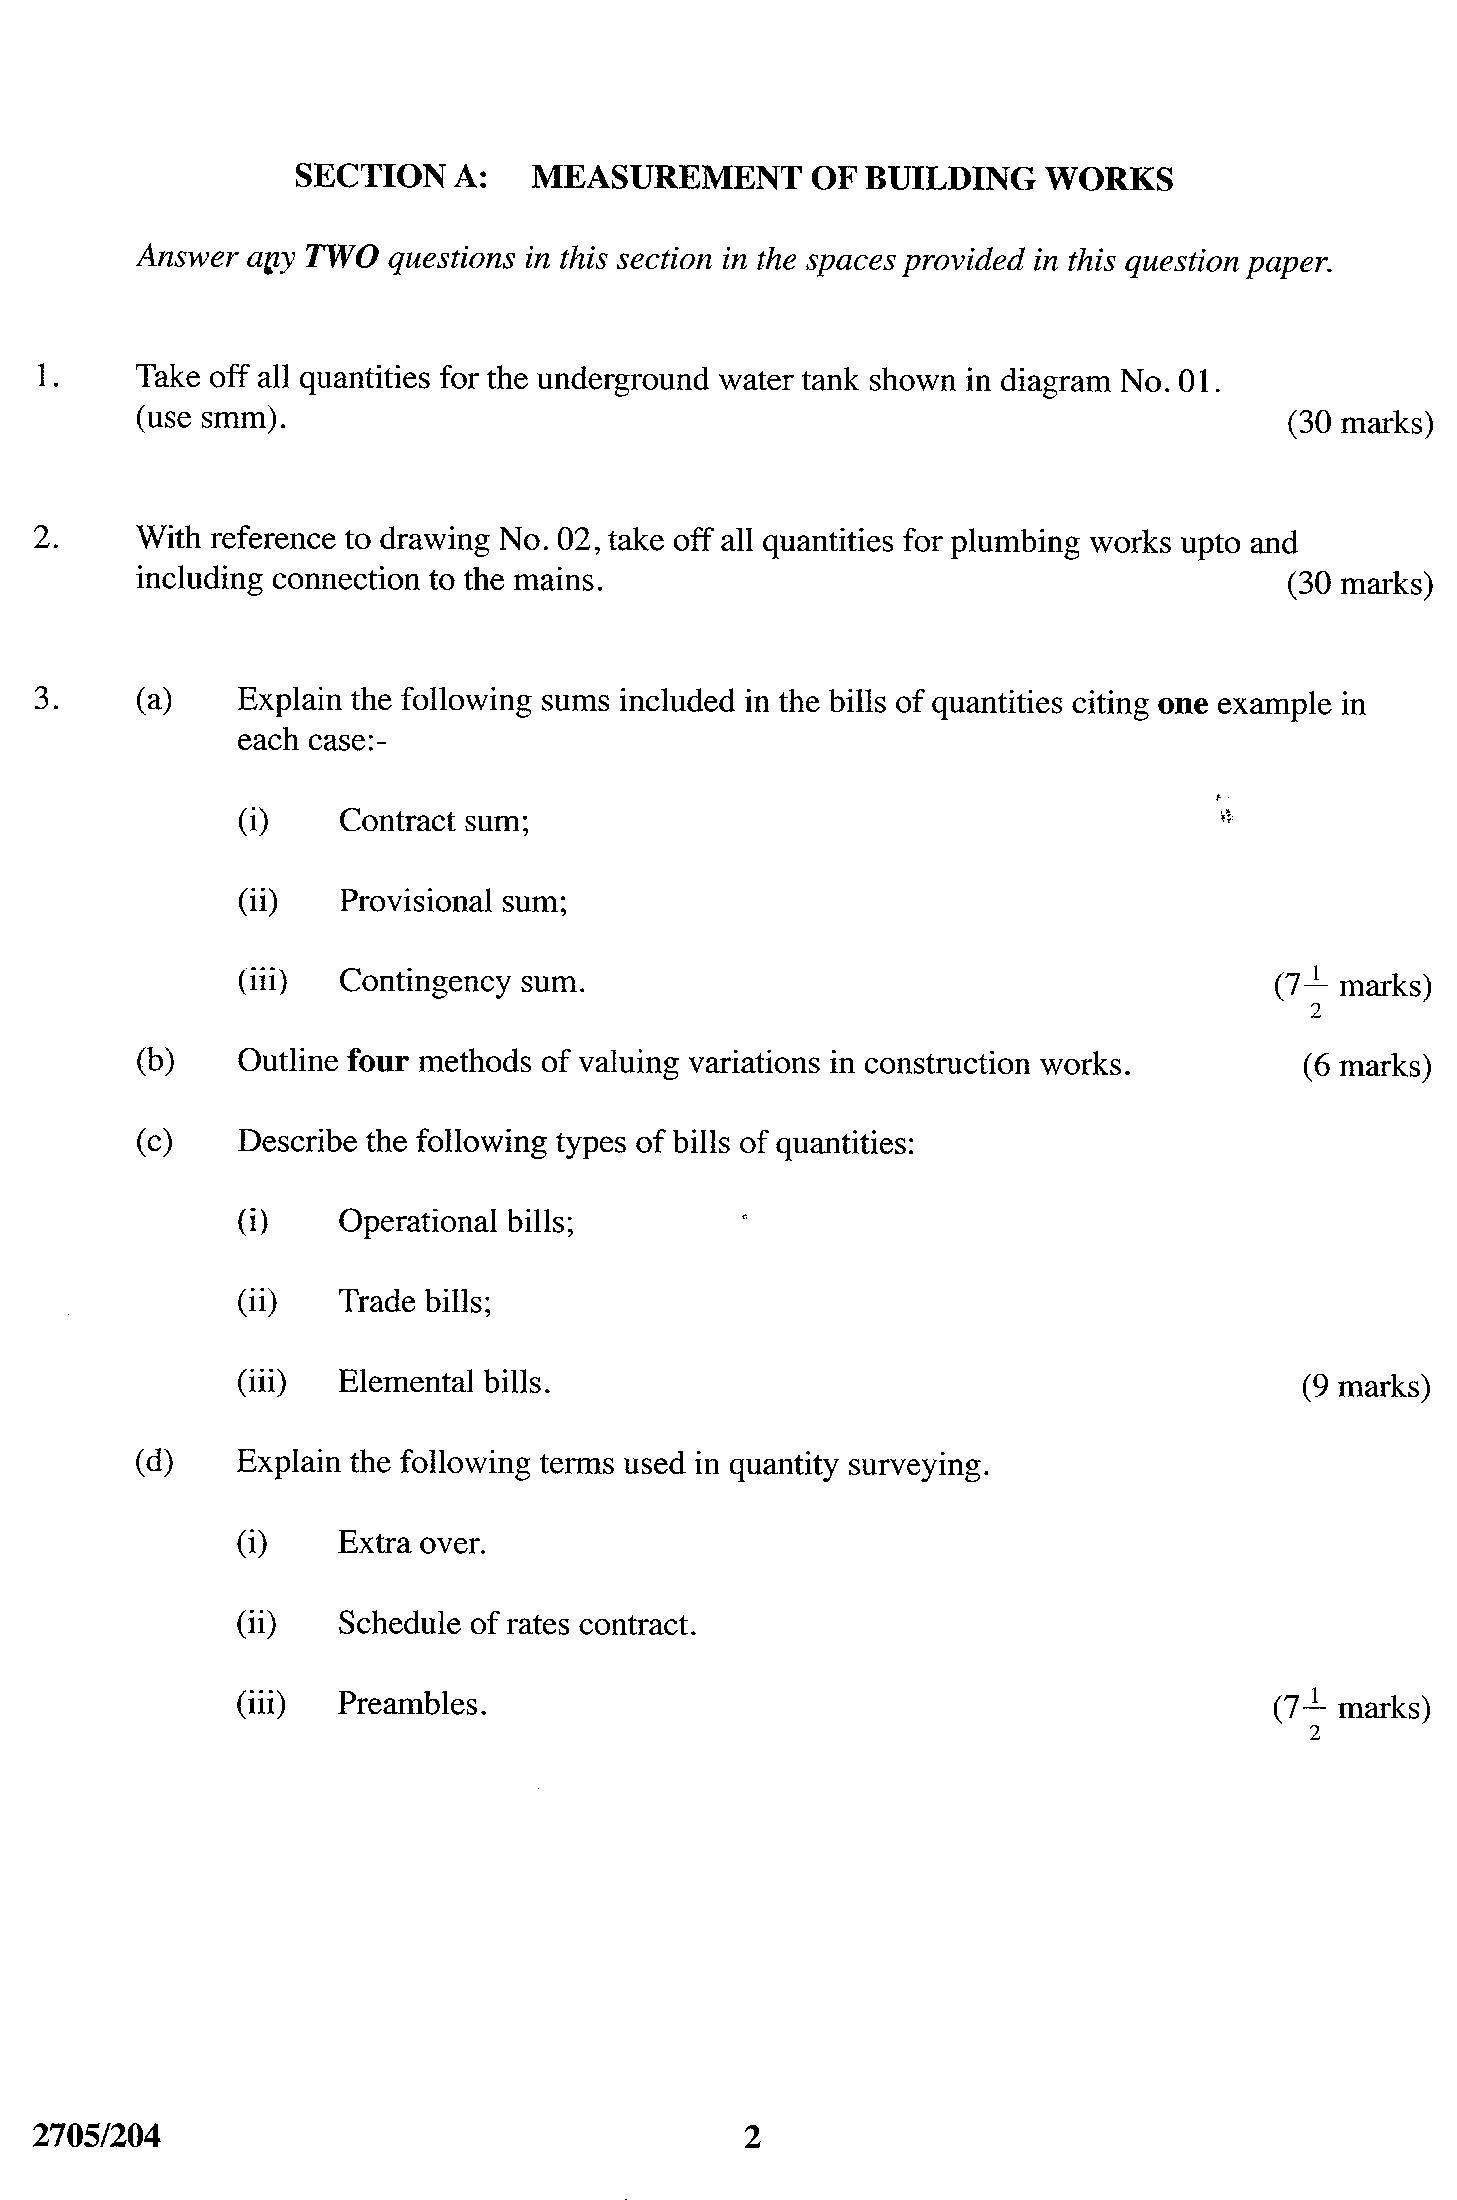 SECTION A: MEASUREMENT OF BUILDING WORKS
Answer any TWO questions in this section in the spaces provided in this question paper.
1. Take off all quantities for the underground water tank shown in diagram No. 01.
(use smm). (30 marks)
2. With reference to drawing No. 02, take off all quantities for plumbing works upto and
including connection to the mains. (30 marks)
3. (a) Explain the following sums included in the bills of quantities citing one example in
each case:-
(i) Contract sum;
(ii) Provisional sum;
(iii) Contingency sum. (7 1/2 marks)
(b) Outline four methods of valuing variations in construction works. (6 marks)
(c) Describe the following types of bills of quantities:
(i) Operational bills;
(ii) Trade bills;
(iii) Elemental bills. (9 marks)
(d) Explain the following terms used in quantity surveying.
(i) Extra over.
(ii) Schedule of rates contract.
(iii) Preambles. (7 1/2 marks)
2705/204 2